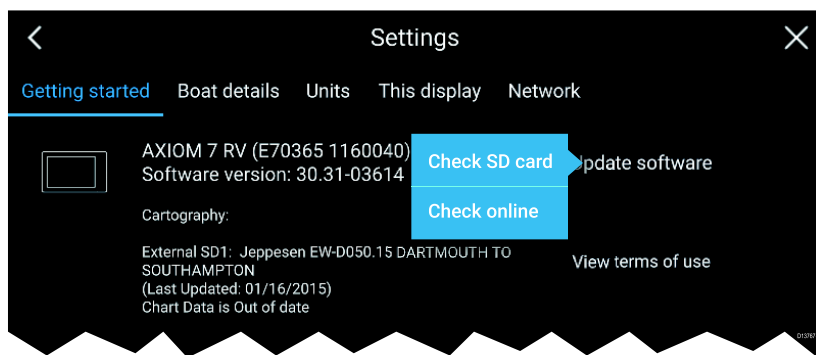 Settings
Getting started Boat details Units This display Network
AXIOM 7 RV (E70365 1160040)
Software version: 30.31-03614
Check SD card
pdate software
Check online
Cartography:
External SD1: Jeppesen EW-D050.15 DARTMOUTH TO
SOUTHAMPTON
(Last Updated: 01/16/2015)
Chart Data is Out of date
View terms of use
D13767